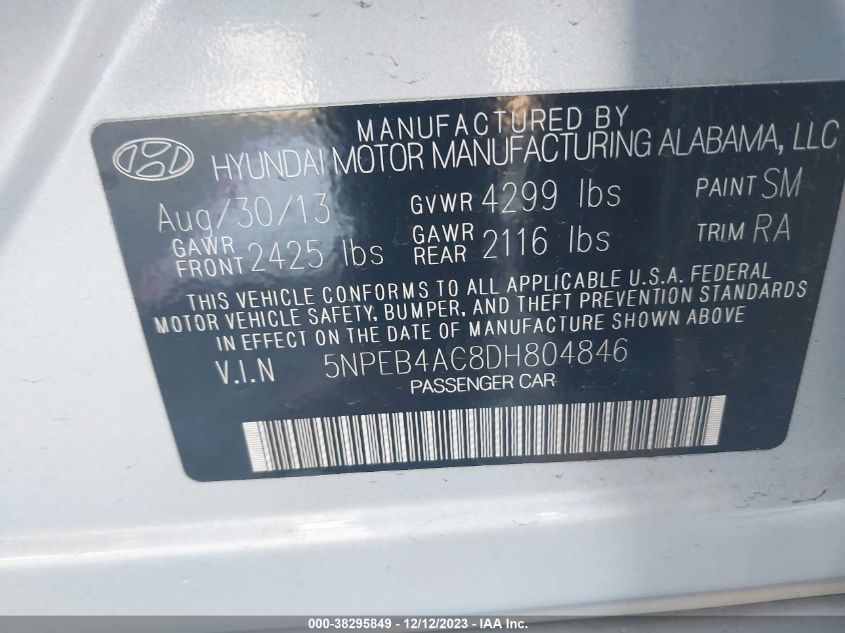 MANUFACTURED BY
HYUNDAI MOTOR MANUFACTURING ALABAMA, LLC
Aug/30/13 GVWR 4299 lbs PAINT SM
GAWR FRONT 2425 lbs GAWR REAR 2116 lbs TRIM RA
THIS VEHICLE CONFORMS TO ALL APPLICABLE U.S.A. FEDERAL
MOTOR VEHICLE SAFETY, BUMPER, AND THEFT PREVENTION STANDARDS
IN EFFECT ON THE DATE OF MANUFACTURE SHOWN ABOVE
V.I.N 5NPEB4AC8DH804846
PASSENGER CAR
000-38295849 - 12/12/2023 - IAA Inc.